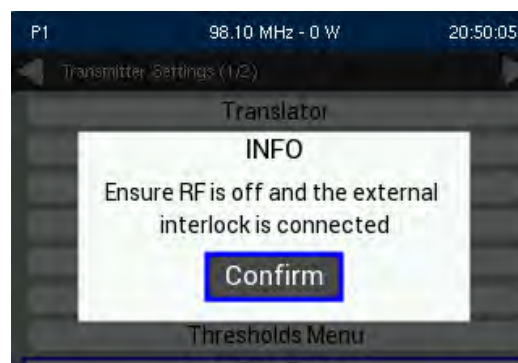 P1 98.10 MHz - 0 W 20:50:05
Transmitter Settings (1/2)
Translator
INFO
Ensure RF is off and the external
interlock is connected
Confirm
Thresholds Menu